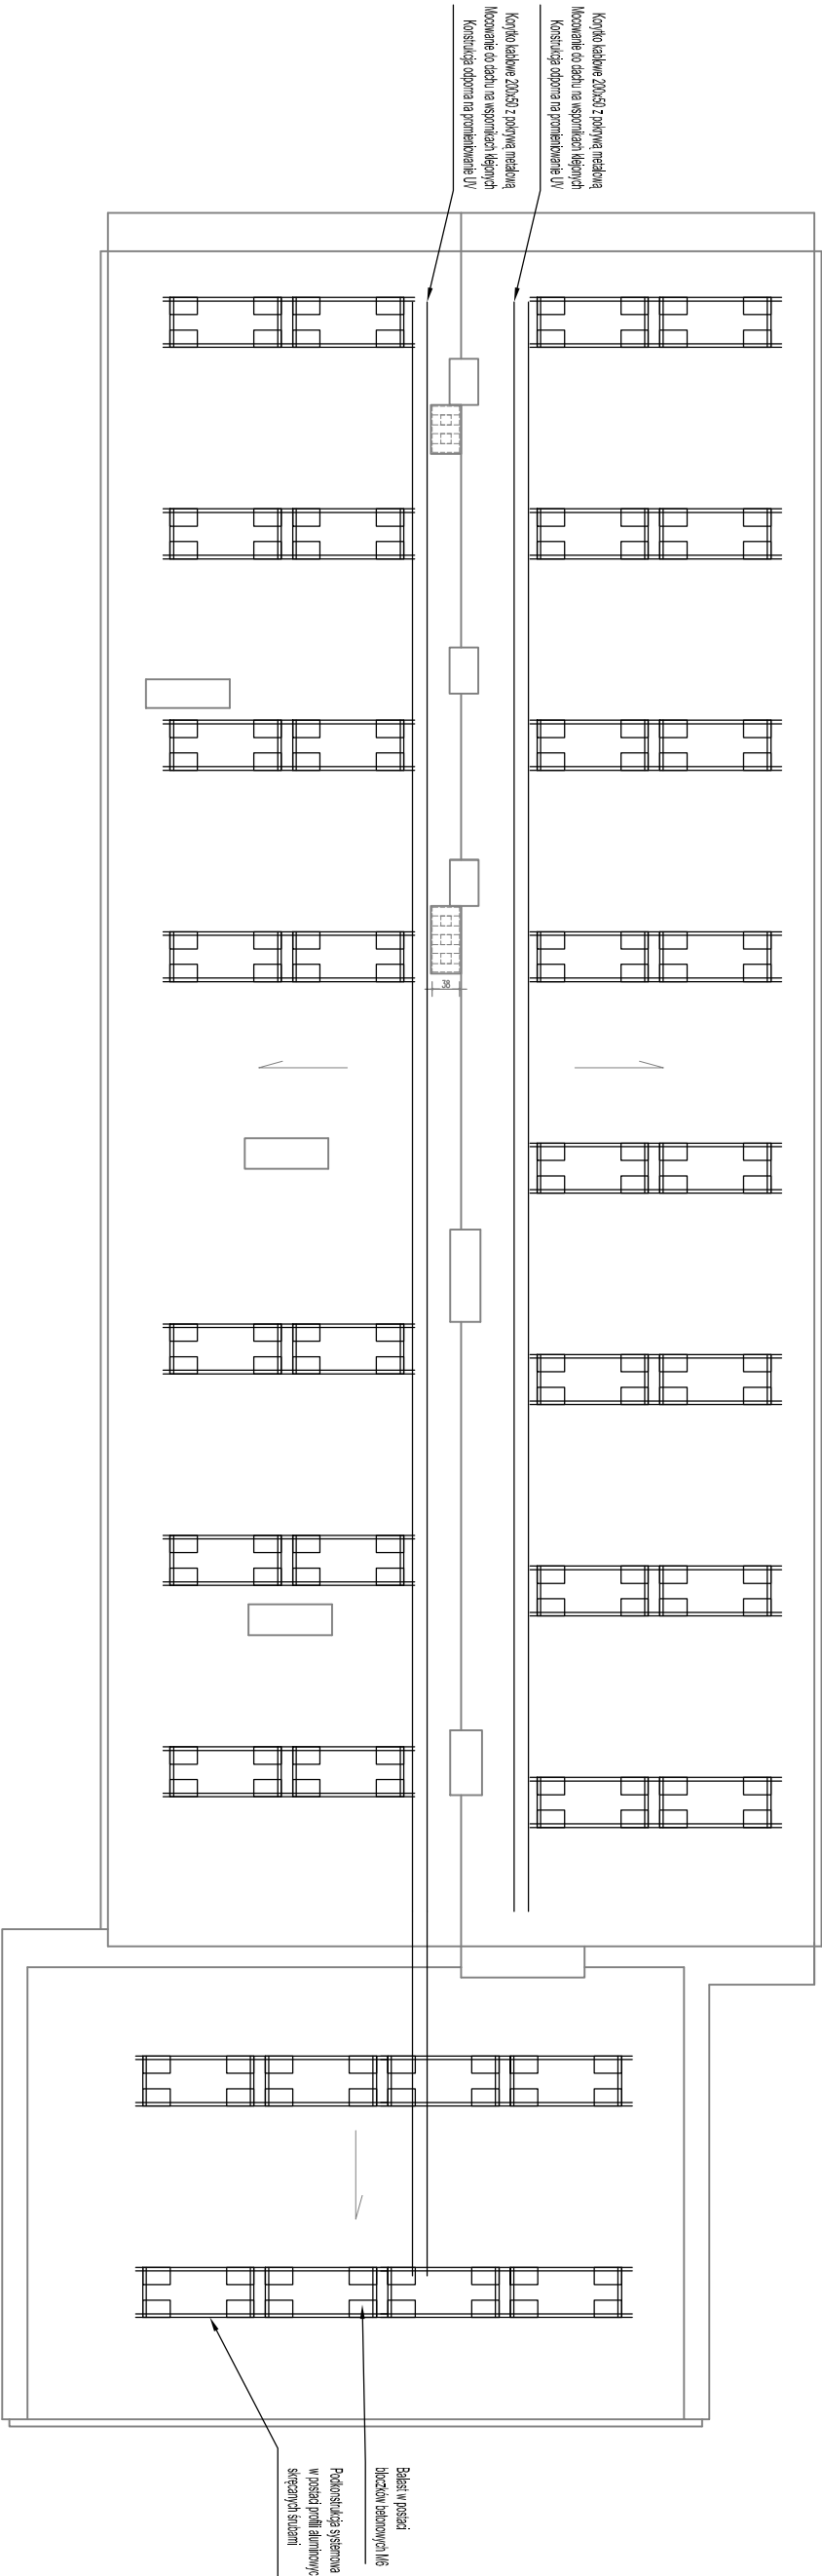 Korytko kablowe 200x50 z pokrywą metalową
Mocowanie do dachu na wspornikach klejonych
Konstrukcja odporna na promieniowanie UV
Korytko kablowe 200x50 z pokrywą metalową
Mocowanie do dachu na wspornikach klejonych
Konstrukcja odporna na promieniowanie UV
38
Balast w postaci
bloczków betonowych M6
Podkonstrukcja systemowa
w postaci profili aluminiowyc
skręcanych śrubami